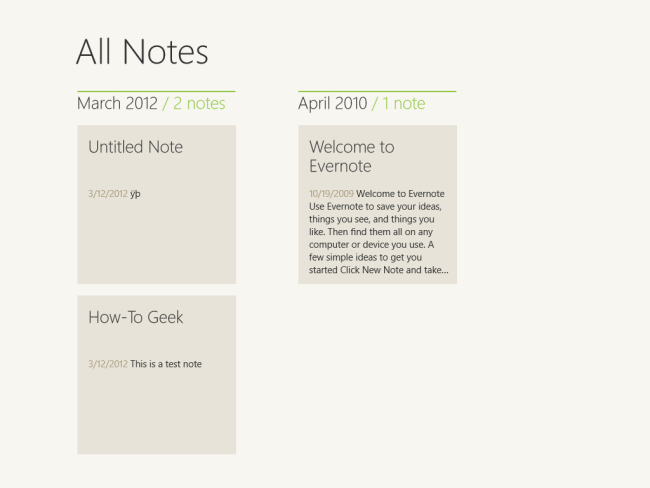 All Notes
March 2012 / 2 notes
Untitled Note
3/12/2012 ÿþ
How-To Geek
3/12/2012 This is a test note
April 2010 / 1 note
Welcome to
Evernote
10/19/2009 Welcome to Evernote
Use Evernote to save your ideas,
things you see, and things you
like. Then find them all on any
computer or device you use. A
few simple ideas to get you
started Click New Note and take...